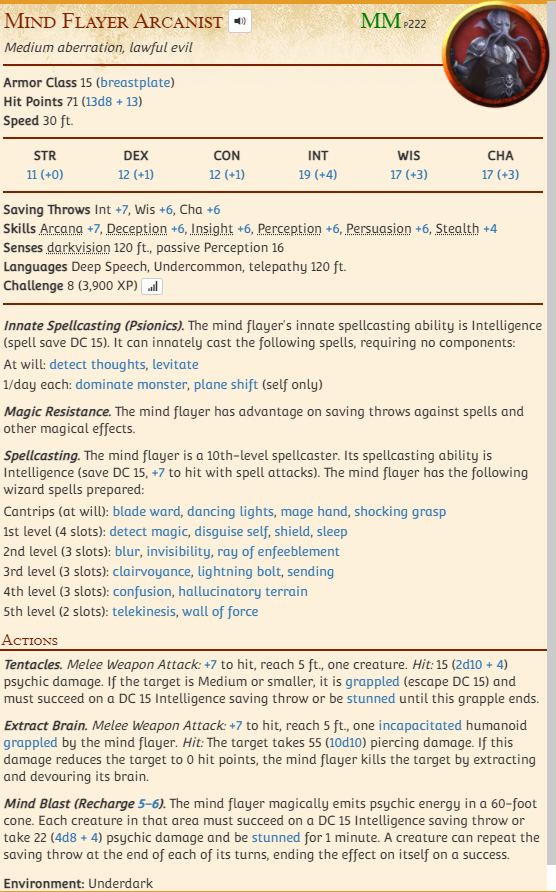 Mind Flayer Arcanist MM P222
Medium aberration, lawful evil
Armor Class 15 (breastplate)
Hit Points 71 (13d8 + 13)
Speed 30 ft.
STR DEX CON INT WIS CHA
11 (+0) 12 (+1) 12 (+1) 19 (+4) 17 (+3) 17 (+3)
Saving Throws Int +7, Wis +6, Cha +6
Skills Arcana +7, Deception +6, Insight +6, Perception +6, Persuasion +6, Stealth +4
Senses darkvision 120 ft., passive Perception 16
Languages Deep Speech, Undercommon, telepathy 120 ft.
Challenge 8 (3,900 XP)
Innate Spellcasting (Psionics). The mind flayer's innate spellcasting ability is Intelligence
(spell save DC 15). It can innately cast the following spells, requiring no components:
At will: detect thoughts, levitate
1/day each: dominate monster, plane shift (self only)
Magic Resistance. The mind flayer has advantage on saving throws against spells and
other magical effects.
Spellcasting. The mind flayer is a 10th-level spellcaster. Its spellcasting ability is
Intelligence (save DC 15, +7 to hit with spell attacks). The mind flayer has the following
wizard spells prepared:
Cantrips (at will): blade ward, dancing lights, mage hand, shocking grasp
1st level (4 slots): detect magic, disguise self, shield, sleep
2nd level (3 slots): blur, invisibility, ray of enfeeblement
3rd level (3 slots): clairvoyance, lightning bolt, sending
4th level (3 slots): confusion, hallucinatory terrain
5th level (2 slots): telekinesis, wall of force
Actions
Tentacles. Melee Weapon Attack: +7 to hit, reach 5 ft., one creature. Hit: 15 (2d10 + 4)
psychic damage. If the target is Medium or smaller, it is grappled (escape DC 15) and
must succeed on a DC 15 Intelligence saving throw or be stunned until this grapple ends.
Extract Brain. Melee Weapon Attack: +7 to hit, reach 5 ft., one incapacitated humanoid
grappled by the mind flayer. Hit: The target takes 55 (10d10) piercing damage. If this
damage reduces the target to 0 hit points, the mind flayer kills the target by extracting
and devouring its brain.
Mind Blast (Recharge 5–6). The mind flayer magically emits psychic energy in a 60-foot
cone. Each creature in that area must succeed on a DC 15 Intelligence saving throw or
take 22 (4d8 + 4) psychic damage and be stunned for 1 minute. A creature can repeat the
saving throw at the end of each of its turns, ending the effect on itself on a success.
Environment: Underdark